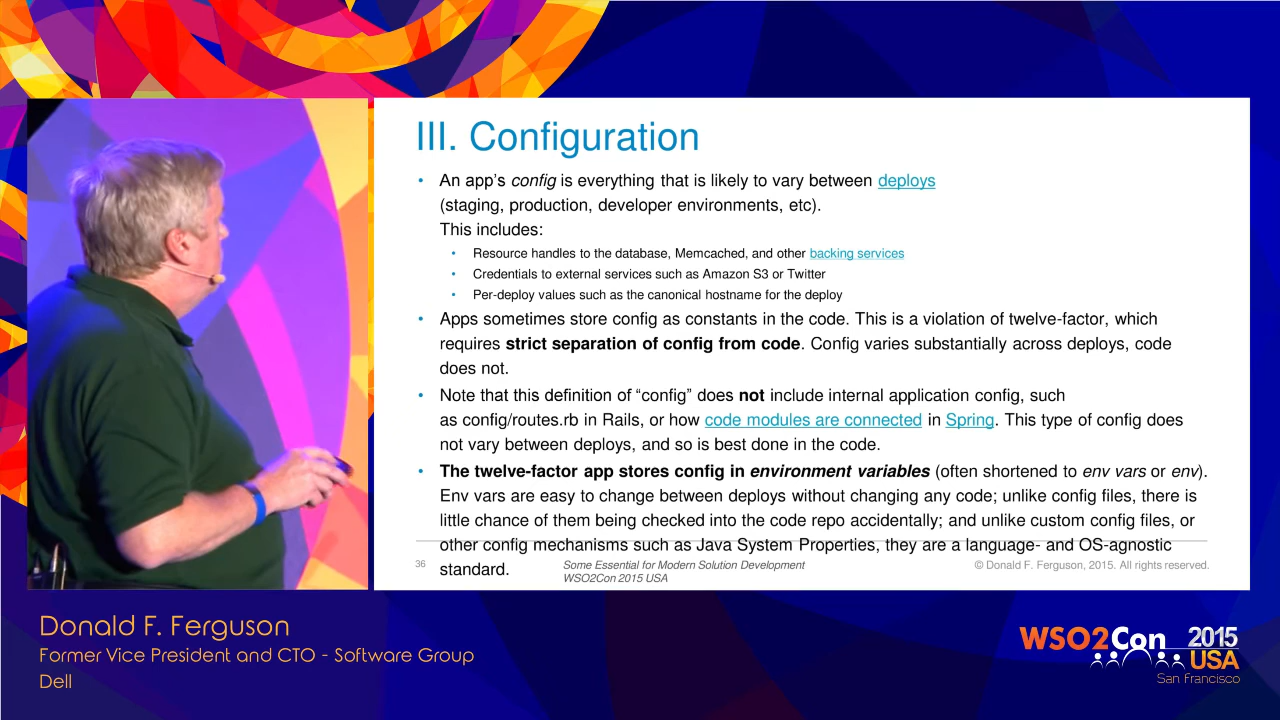 III. Configuration
• An app's config is everything that is likely to vary between deploys
(staging, production, developer environments, etc).
This includes:
• Resource handles to the database, Memcached, and other backing services
• Credentials to external services such as Amazon S3 or Twitter
• Per-deploy values such as the canonical hostname for the deploy
• Apps sometimes store config as constants in the code. This is a violation of twelve-factor, which
requires strict separation of config from code. Config varies substantially across deploys, code
does not.
• Note that this definition of “config” does not include internal application config, such
as config/routes.rb in Rails, or how code modules are connected in Spring. This type of config does
not vary between deploys, and so is best done in the code.
• The twelve-factor app stores config in environment variables (often shortened to env vars or env).
Env vars are easy to change between deploys without changing any code; unlike config files, there is
little chance of them being checked into the code repo accidentally; and unlike custom config files, or
other config mechanisms such as Java System Properties, they are a language- and OS-agnostic
standard.
36
Some Essential for Modern Solution Development
WSO2Con 2015 USA
© Donald F. Ferguson, 2015. All rights reserved.
Donald F. Ferguson
Former Vice President and CTO - Software Group
Dell
WSO2Con 2015
USA
San Francisco